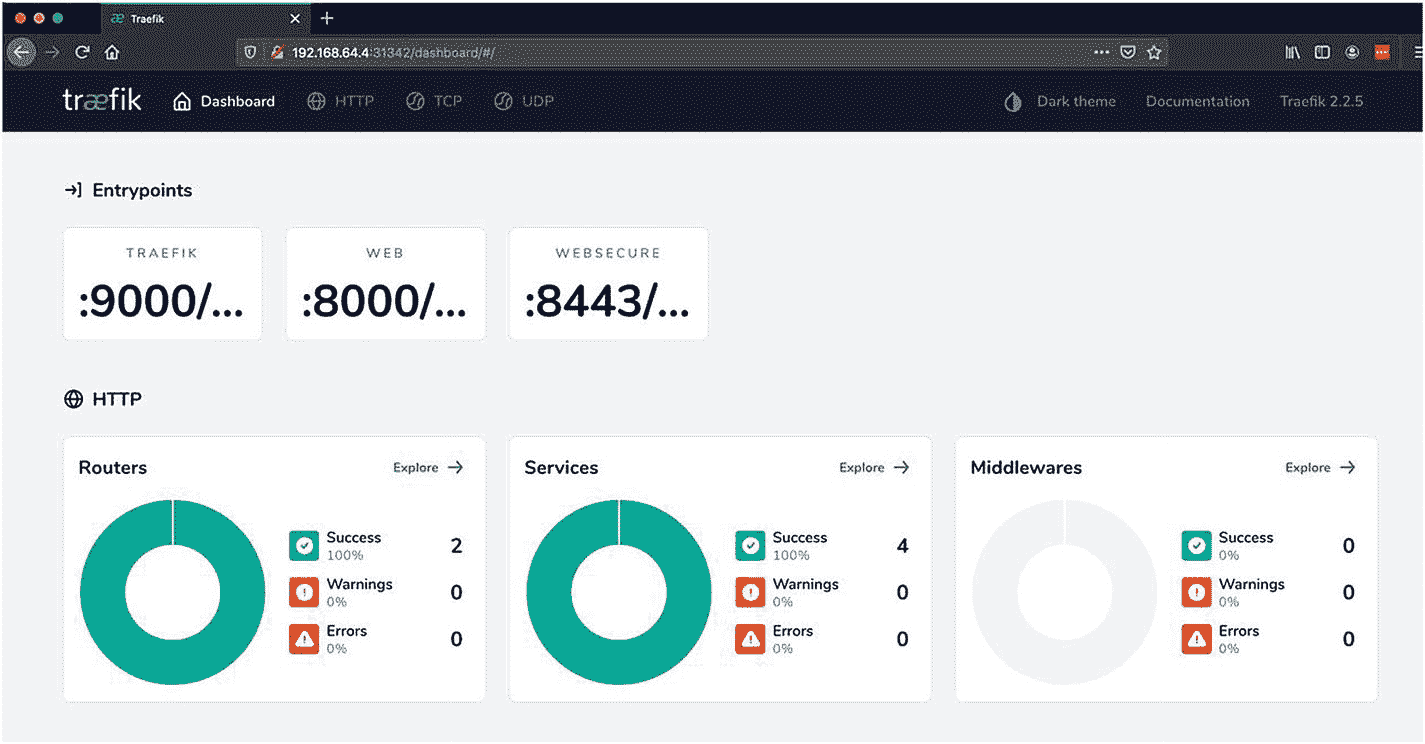 Traefik
192.168.64.4:31342/dashboard/#/
træfik Dashboard HTTP TCP UDP Dark theme Documentation Traefik 2.2.5
Entrypoints
TRAEFIK WEB WEBSECURE
:9000/... :8000/... :8443/...
HTTP
Routers Explore
Success 2
100%
Warnings 0
0%
Errors 0
0%
Services Explore
Success 4
100%
Warnings 0
0%
Errors 0
0%
Middlewares Explore
Success 0
0%
Warnings 0
0%
Errors 0
0%